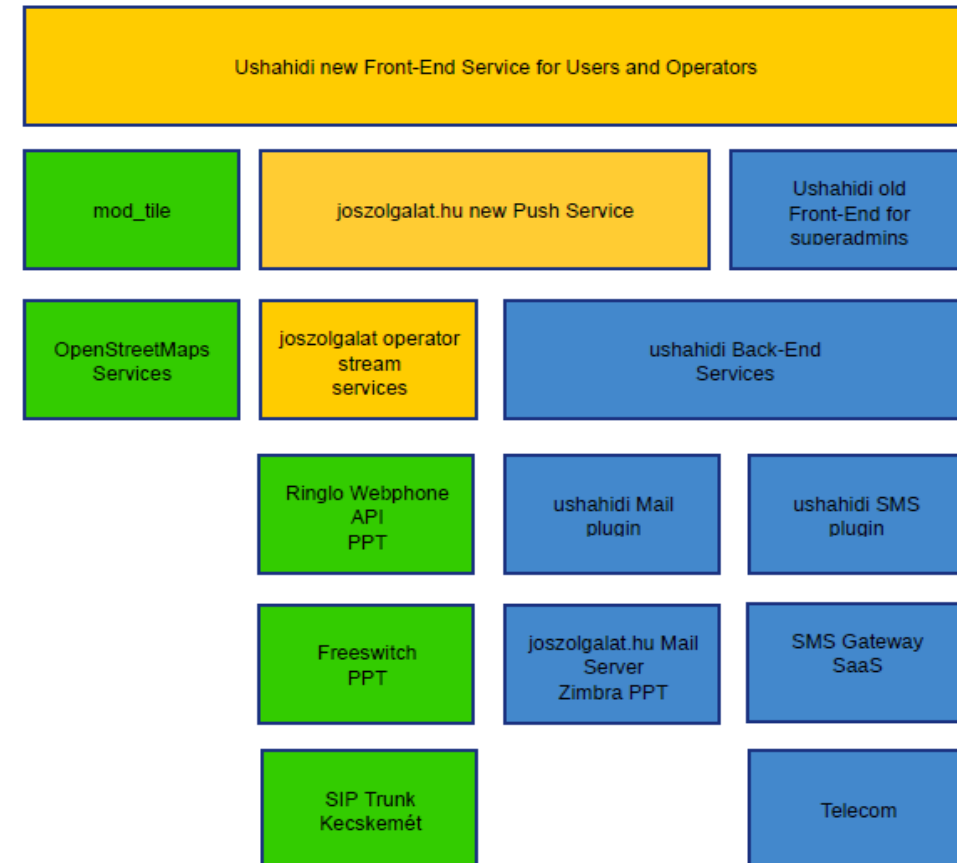 Ushahidi new Front-End Service for Users and Operators
mod_tile
joszolgalat.hu new Push Service
Ushahidi old
Front-End for
superadmins
OpenStreetMaps
Services
joszolgalat operator
stream
services
ushahidi Back-End
Services
Ringlo Webphone
API
PPT
ushahidi Mail
plugin
ushahidi SMS
plugin
Freeswitch
PPT
joszolgalat.hu Mail
Server
Zimbra PPT
SMS Gateway
SaaS
SIP Trunk
Kecskemét
Telecom